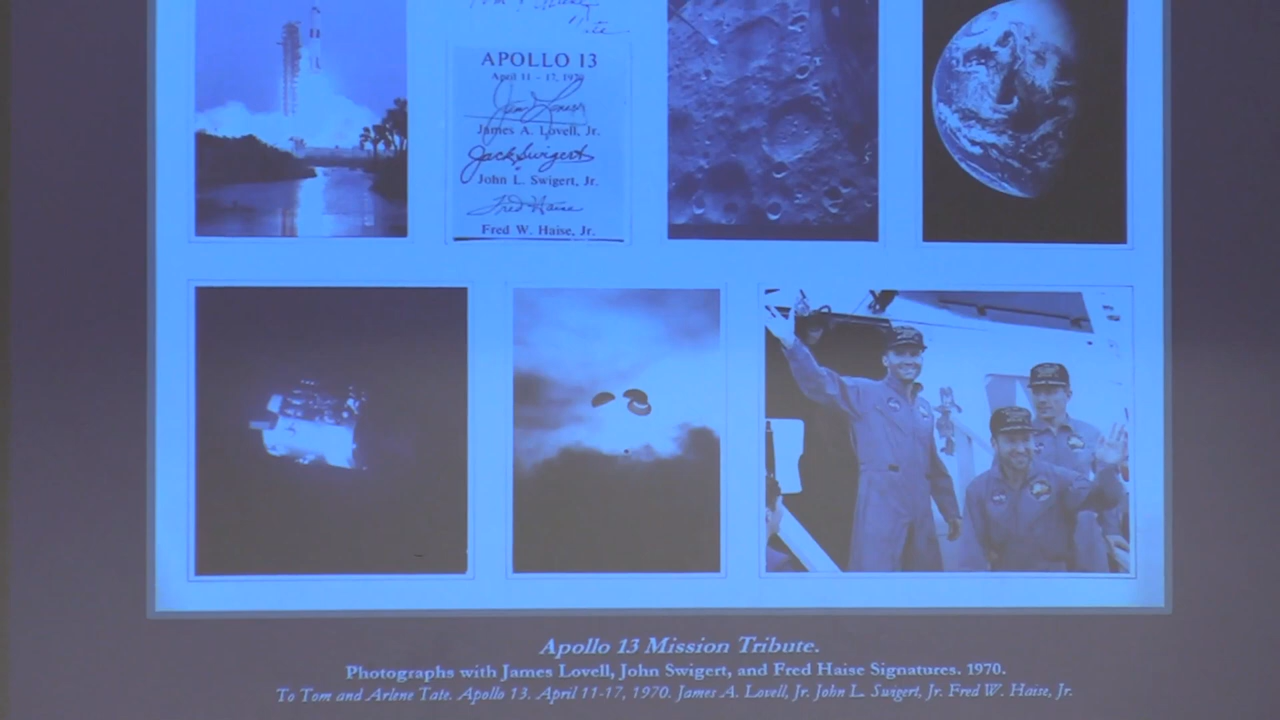 APOLLO 13
April 11 - 17, 1970
James A. Lovell, Jr.
Jack Swigert
John L. Swigert, Jr.
Fred Haise
Fred W. Haise, Jr.
Apollo 13 Mission Tribute.
Photographs with James Lovell, John Swigert, and Fred Haise Signatures. 1970.
To Tom and Arlene Tate. Apollo 13. April 11-17, 1970. James A. Lovell, Jr. John L. Swigert, Jr. Fred W. Haise, Jr.